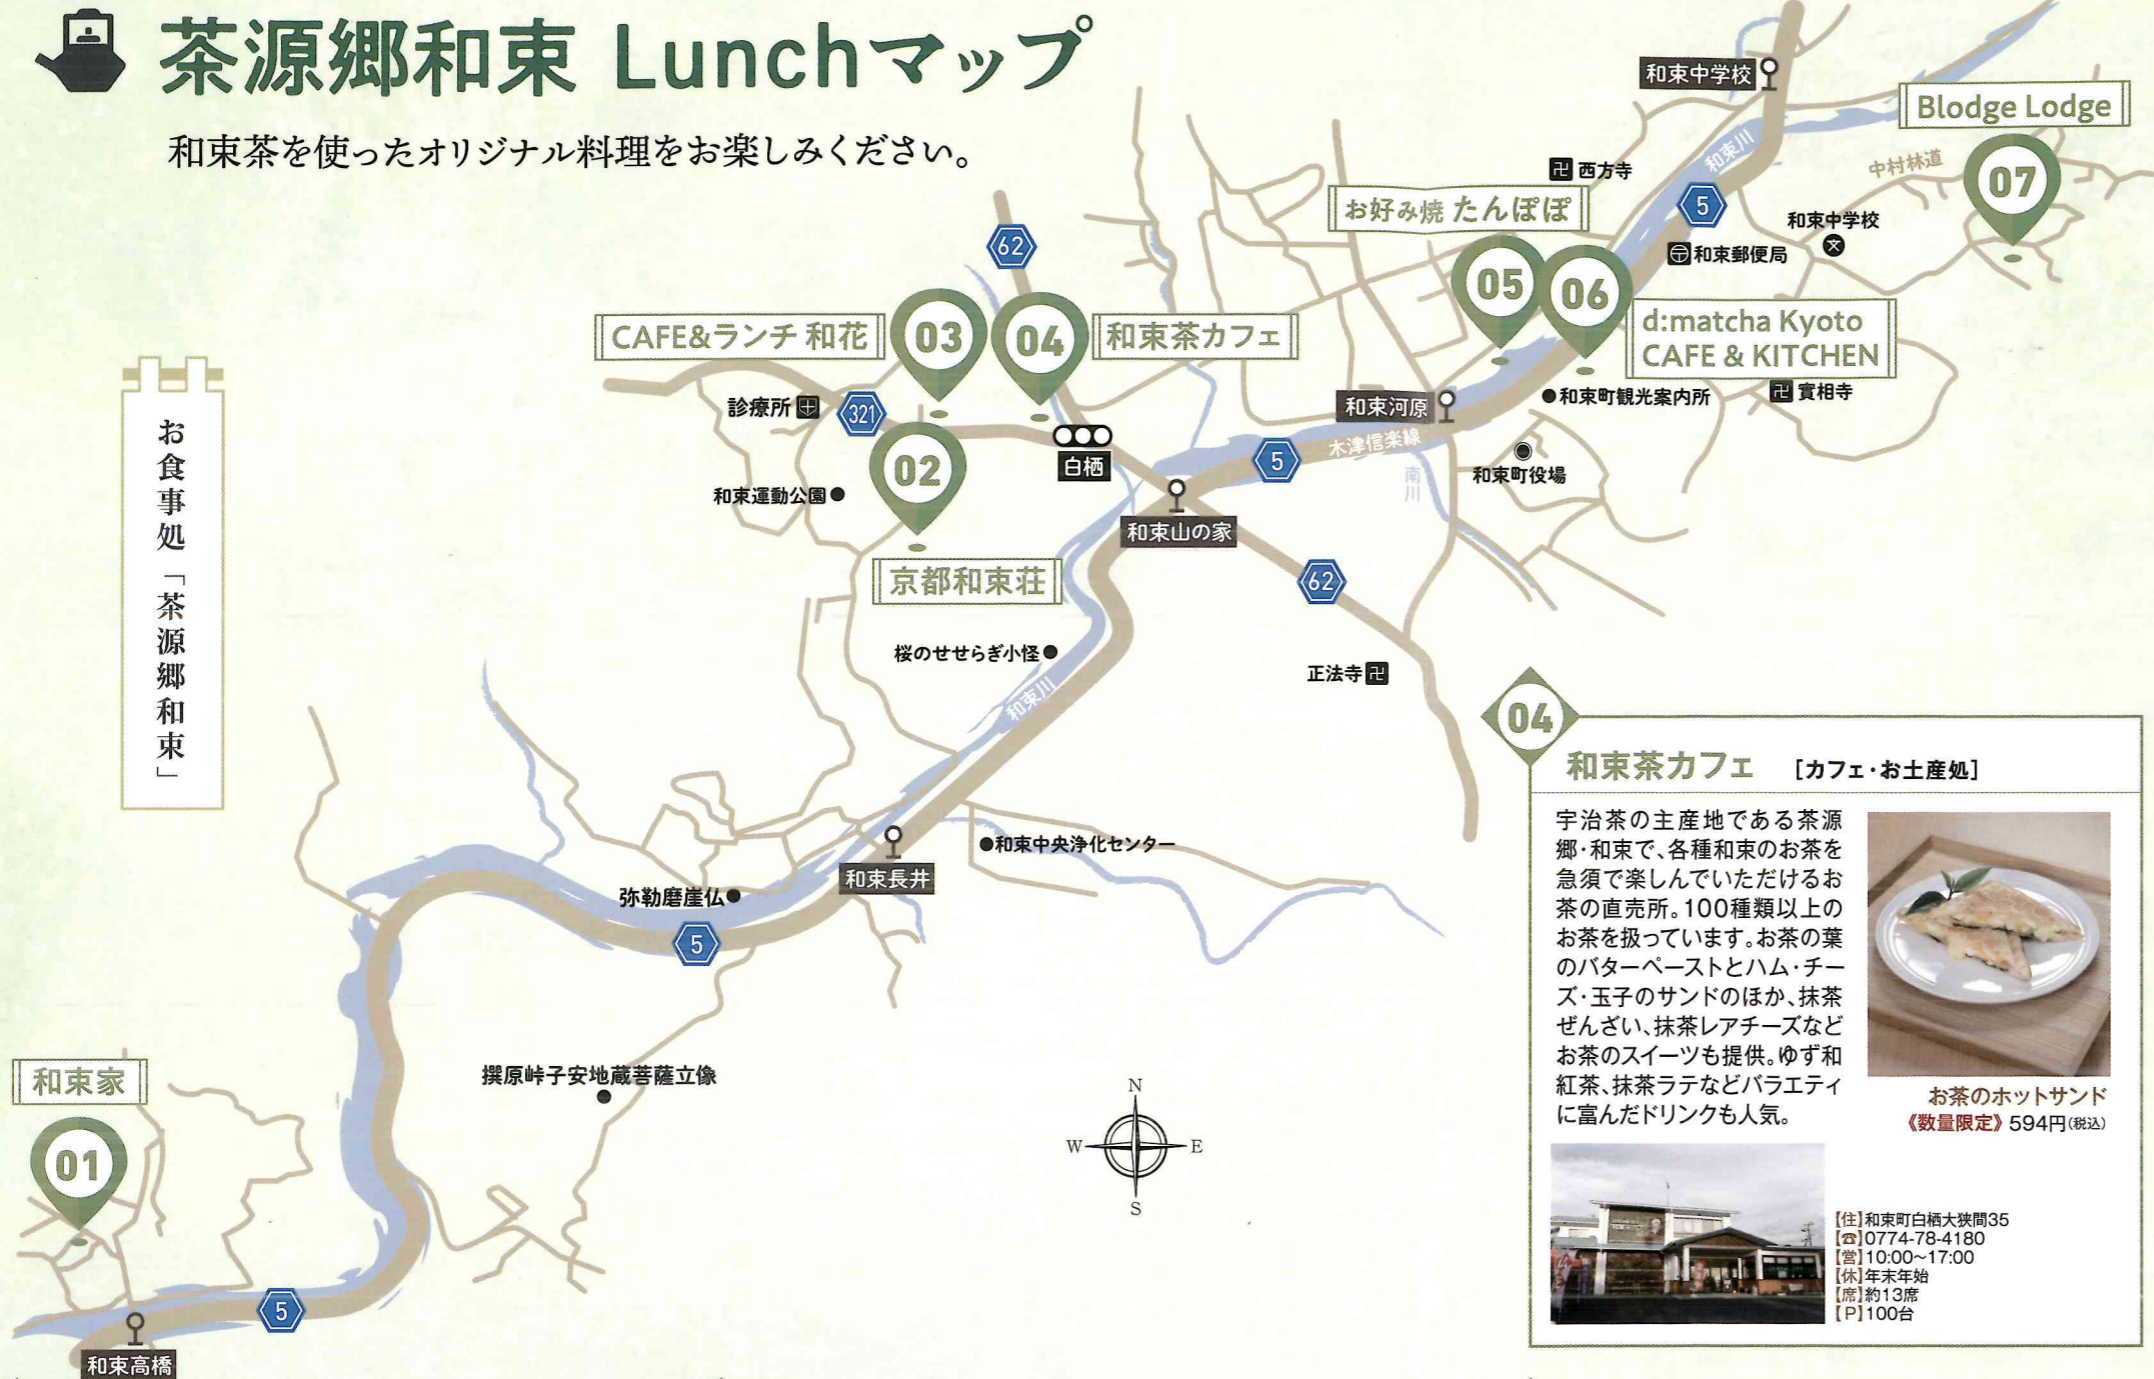 茶源郷和束 Lunchマップ
和束茶を使ったオリジナル料理をお楽しみください。
お食事処「茶源郷和束」
和束中学校
Blodge Lodge
07
中村林道
和束川
西方寺
5
和束中学校
和束郵便局
お好み焼 たんぽぽ
05
06
d:matcha Kyoto
CAFE & KITCHEN
62
CAFE&ランチ 和花
03
04
和束茶カフェ
診療所
321
02
白栖
和束運動公園
京都和束荘
和束河原
木津信楽線
5
南川
和束町観光案内所
實相寺
和束町役場
和束山の家
62
桜のせせらぎ小怪
和束川
正法寺
和束中央浄化センター
和束長井
弥勒磨崖仏
5
撰原峠子安地蔵菩薩立像
和束家
01
5
和束高橋
N
W
E
S
04
和束茶カフェ [カフェ・お土産処]
宇治茶の主産地である茶源
郷・和束で、各種和束のお茶を
急須で楽しんでいただけるお
茶の直売所。100種類以上の
お茶を扱っています。お茶の葉
のバターペーストとハム・チー
ズ・玉子のサンドのほか、抹茶
ぜんざい、抹茶レアチーズなど
お茶のスイーツも提供。ゆず和
紅茶、抹茶ラテなどバラエティ
に富んだドリンクも人気。
お茶のホットサンド
《数量限定》594円(税込)
【住】和束町白栖大狭間35
【☎】0774-78-4180
【営】10:00～17:00
【休】年末年始
【席】約13席
【P】100台